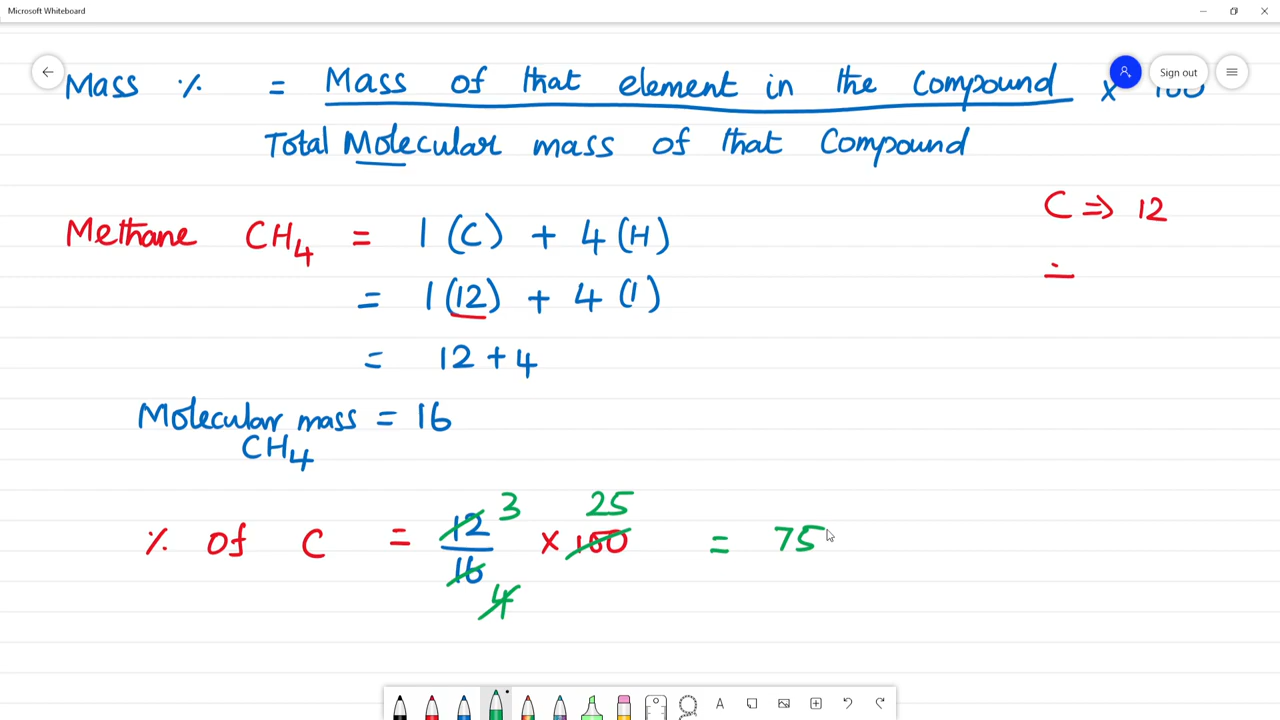 Microsoft Whiteboard
Mass % = Mass of that element in the Compound x 100
Total Molecular mass of that Compound
Sign out
C => 12
Methane CH4 = 1 (C) + 4 (H)
= 1 (12) + 4 (1)
= 12 + 4
Molecular mass = 16
CH4
3 25
% of C = 12 x 100 = 75
16
4
A